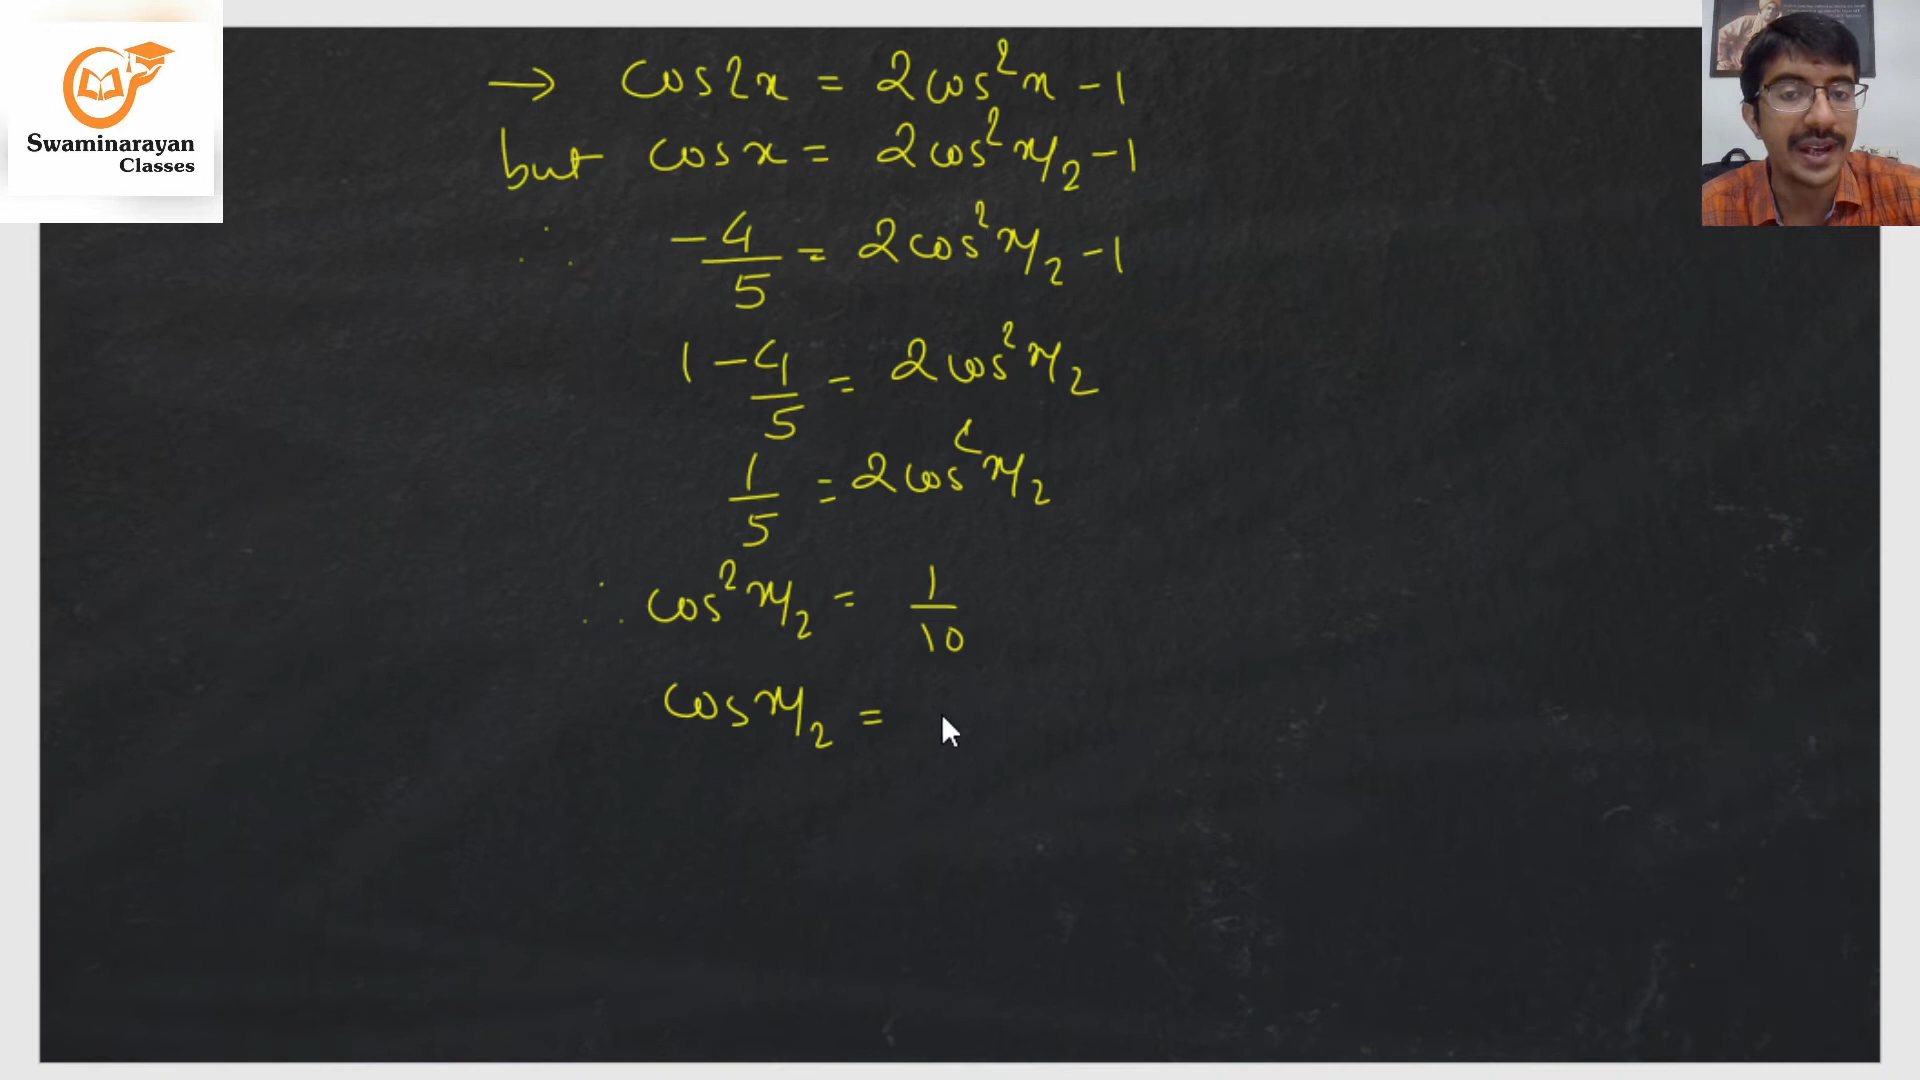 Swaminarayan
Classes
→ cos2x = 2cos²x - 1
but cosx = 2cos²x/2 - 1
∴ -4/5 = 2cos²x/2 - 1
1 - 4/5 = 2cos²x/2
1/5 = 2cos²x/2
∴ cos²x/2 = 1/10
cosx/2 =